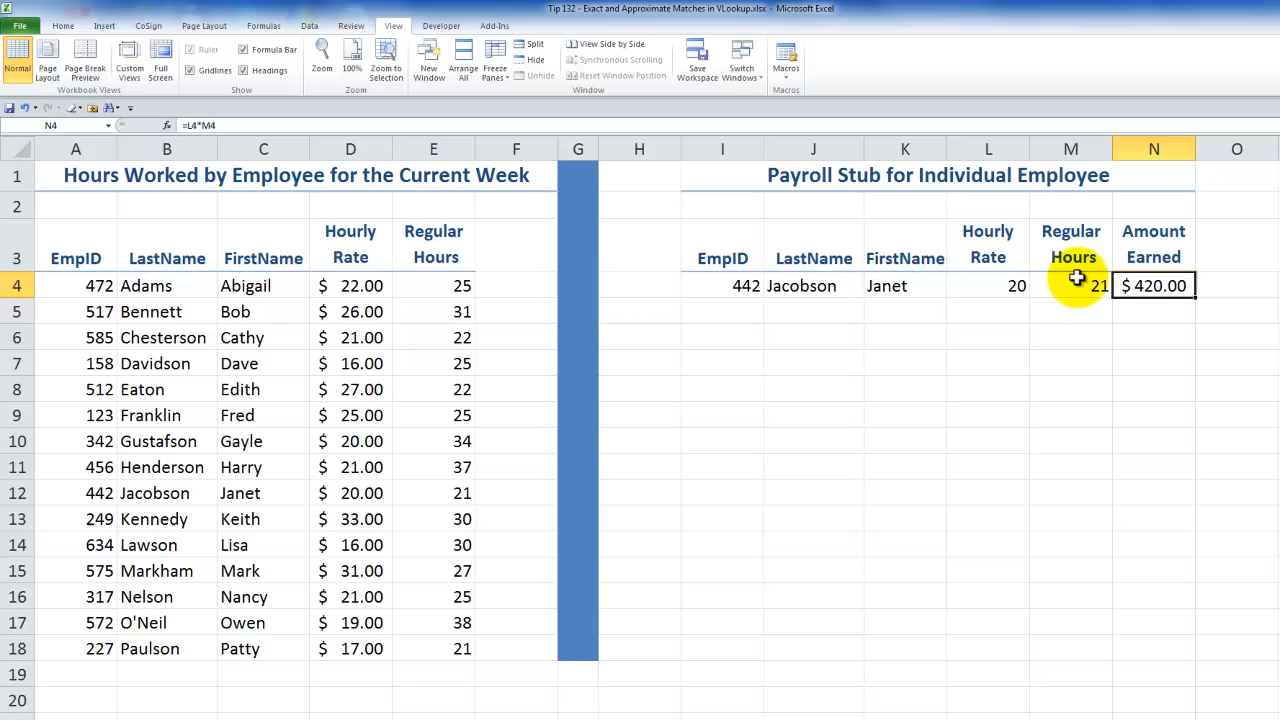 Tip 132 - Exact and Approximate Matches in VLookup.xlsx - Microsoft Excel
File Home Insert CoSign Page Layout Formulas Data Review View Developer Add-Ins
Normal Page Layout Page Break Preview Custom Views Full Screen
Workbook Views
Ruler Formula Bar
Gridlines Headings
Show
Zoom 100% Zoom to Selection
Zoom
New Window Arrange All Freeze Panes
Split
Hide
Unhide
View Side by Side
Synchronous Scrolling
Reset Window Position
Save Workspace Switch Windows
Window
Macros
Macros
N4 fx =L4*M4
A B C D E F G H I J K L M N O
1 Hours Worked by Employee for the Current Week Payroll Stub for Individual Employee
2
3 EmpID LastName FirstName Hourly Rate Regular Hours EmpID LastName FirstName Hourly Rate Regular Hours Amount Earned
4 472 Adams Abigail $ 22.00 25 442 Jacobson Janet 20 21 $ 420.00
5 517 Bennett Bob $ 26.00 31
6 585 Chesterson Cathy $ 21.00 22
7 158 Davidson Dave $ 16.00 25
8 512 Eaton Edith $ 27.00 22
9 123 Franklin Fred $ 25.00 25
10 342 Gustafson Gayle $ 20.00 34
11 456 Henderson Harry $ 21.00 37
12 442 Jacobson Janet $ 20.00 21
13 249 Kennedy Keith $ 33.00 30
14 634 Lawson Lisa $ 16.00 30
15 575 Markham Mark $ 31.00 27
16 317 Nelson Nancy $ 21.00 25
17 572 O'Neil Owen $ 19.00 38
18 227 Paulson Patty $ 17.00 21
19
20